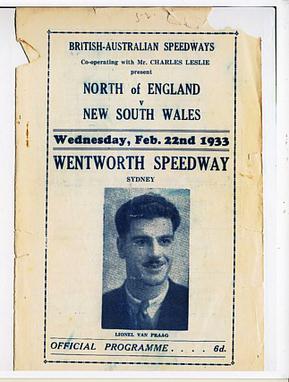 BRITISH-AUSTRALIAN SPEEDWAYS
Co-operating with Mr. CHARLES LESLIE
present
NORTH of ENGLAND
v
NEW SOUTH WALES
Wednesday, Feb. 22nd 1933
WENTWORTH SPEEDWAY
SYDNEY
LIONEL VAN PRAAG
OFFICIAL PROGRAMME.... 6d.